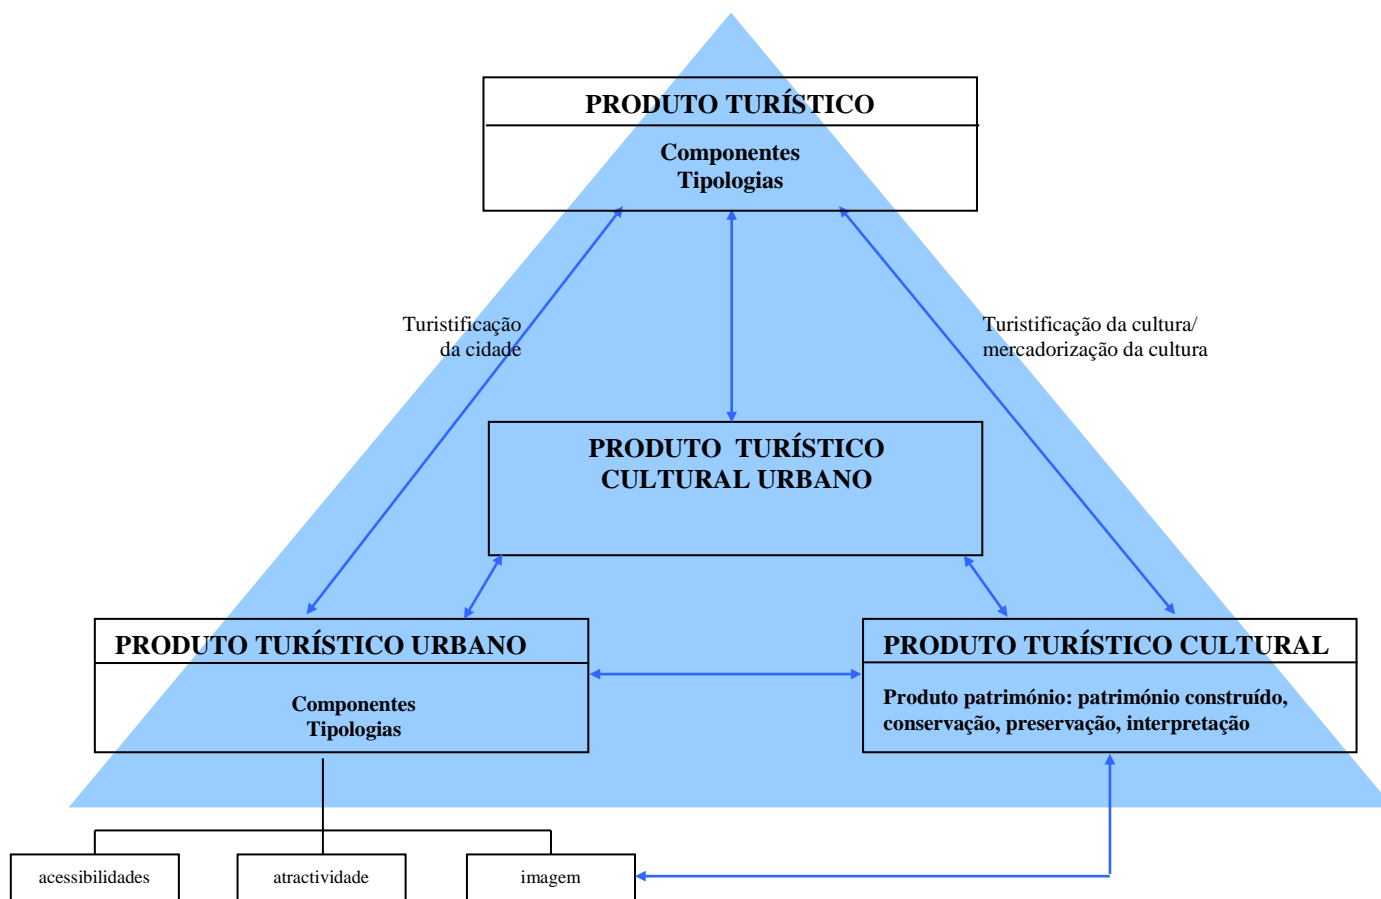 PRODUTO TURÍSTICO
Componentes
Tipologias
Turistificação
da cidade
Turistificação da cultura/
mercadorização da cultura
PRODUTO TURÍSTICO
CULTURAL URBANO
PRODUTO TURÍSTICO URBANO
Componentes
Tipologias
PRODUTO TURÍSTICO CULTURAL
Produto património: património construído,
conservação, preservação, interpretação
acessibilidades
atractividade
imagem